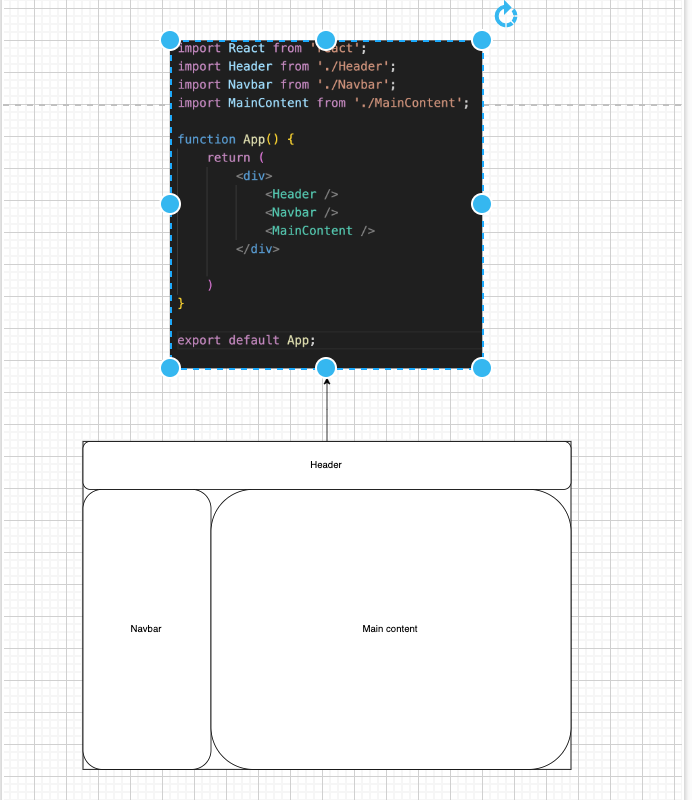 import React from 'react';
import Header from './Header';
import Navbar from './Navbar';
import MainContent from './MainContent';
function App() {
return (
<div>
<Header />
<Navbar />
<MainContent />
</div>
)
}
export default App;
Header
Navbar
Main content